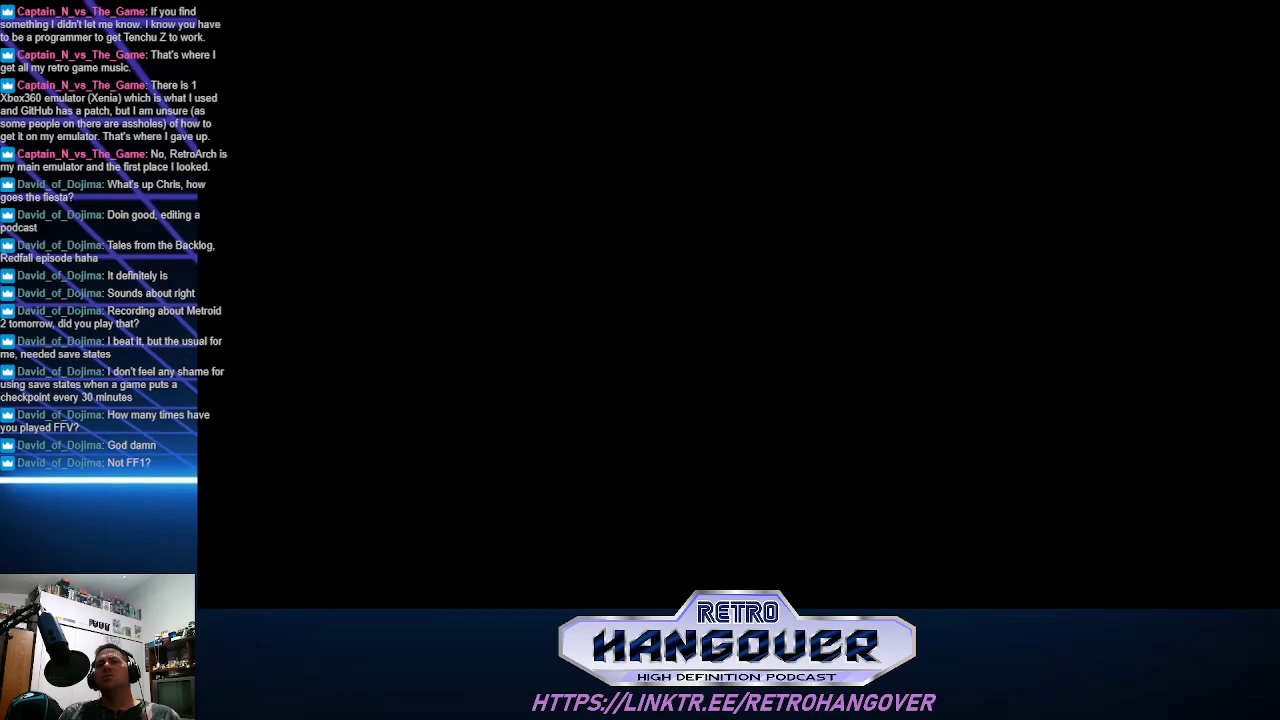 Captain_N_vs_The_Game: If you find
something I didn't let me know. I know you have
to be a programmer to get Tenchu Z to work.
Captain_N_vs_The_Game: That's where I
get all my retro game music.
Captain_N_vs_The_Game: There is 1
Xbox360 emulator (Xenia) which is what I used
and GitHub has a patch, but I am unsure (as
some people on there are assholes) of how to
get it on my emulator. That's where I gave up.
Captain_N_vs_The_Game: No, RetroArch is
my main emulator and the first place I looked.
David_of_Dojima: What's up Chris, how
goes the fiesta?
David_of_Dojima: Doin good, editing a
podcast
David_of_Dojima: Tales from the Backlog,
Redfall episode haha
David_of_Dojima: It definitely is
David_of_Dojima: Sounds about right
David_of_Dojima: Recording about Metroid
2 tomorrow, did you play that?
David_of_Dojima: I beat it, but the usual for
me, needed save states
David_of_Dojima: I don't feel any shame for
using save states when a game puts a
checkpoint every 30 minutes
David_of_Dojima: How many times have
you played FFV?
David_of_Dojima: God damn
David_of_Dojima: Not FF1?
RETRO
HANGOVER
HIGH DEFINITION PODCAST
HTTPS://LINKTR.EE/RETROHANGOVER